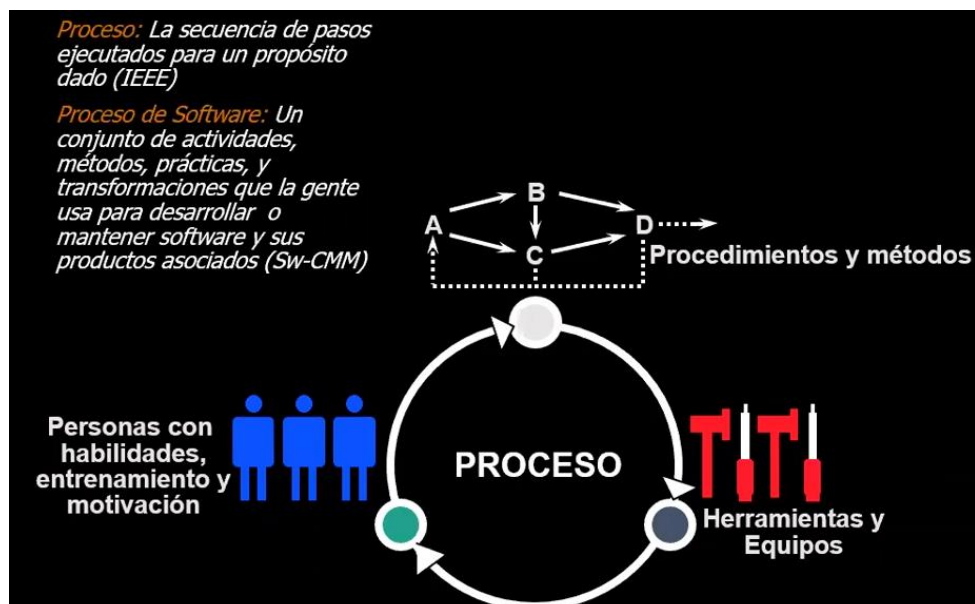 Proceso: La secuencia de pasos
ejecutados para un propósito
dado (IEEE)
Proceso de Software: Un
conjunto de actividades,
métodos, prácticas, y
transformaciones que la gente
usa para desarrollar o
mantener software y sus
productos asociados (Sw-CMM)
B
A
D
C
Procedimientos y métodos
Personas con
habilidades,
entrenamiento y
motivación
PROCESO
Herramientas y
Equipos